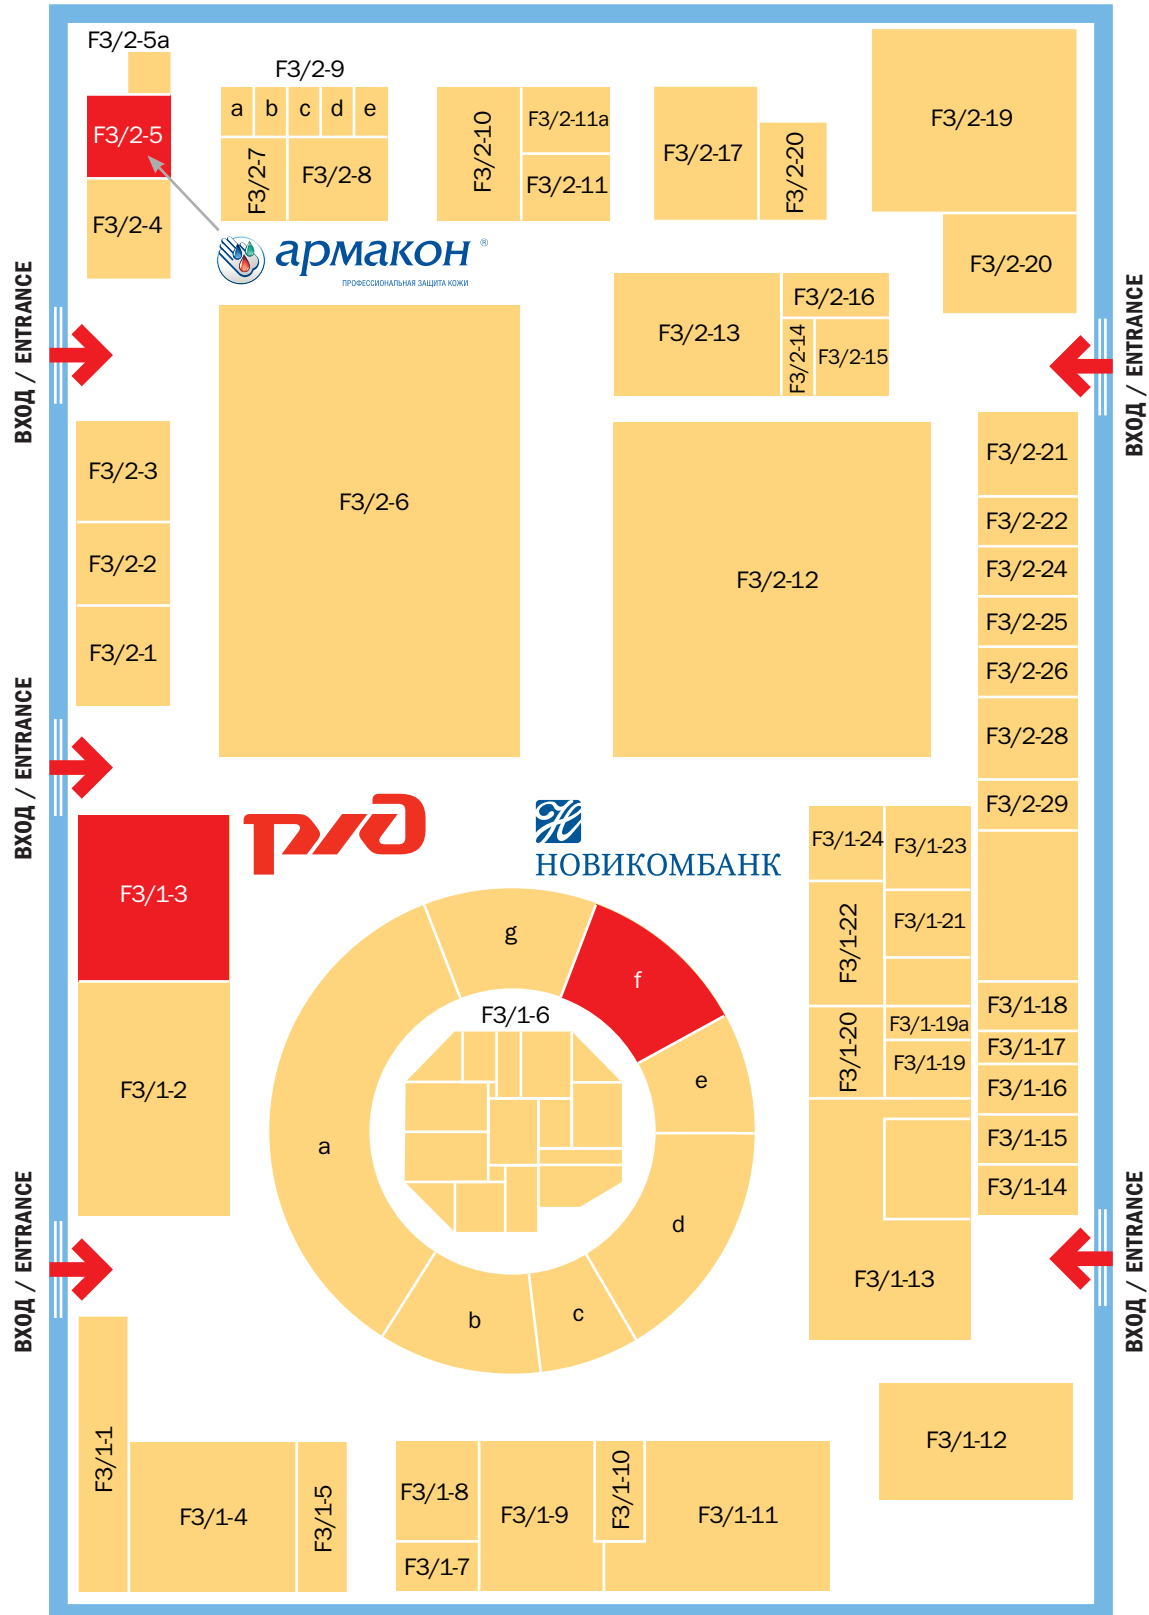 F3/2-5a
F3/2-9
a b c d e
F3/2-5
F3/2-7
F3/2-8
F3/2-4
F3/2-10
F3/2-11a
F3/2-11
F3/2-17
F3/2-20
F3/2-19
F3/2-20
армакон ®
ПРОФЕССИОНАЛЬНАЯ ЗАЩИТА КОЖИ
F3/2-13
F3/2-16
F3/2-14
F3/2-15
ВХОД / ENTRANCE
ВХОД / ENTRANCE
F3/2-3
F3/2-2
F3/2-1
F3/2-6
F3/2-12
F3/2-21
F3/2-22
F3/2-24
F3/2-25
F3/2-26
F3/2-28
F3/2-29
ВХОД / ENTRANCE
F3/1-3
ржд
Н
НОВИКОМБАНК
F3/1-24
F3/1-23
F3/1-22
F3/1-21
F3/1-20
F3/1-19a
F3/1-19
F3/1-18
F3/1-17
F3/1-16
F3/1-15
F3/1-14
F3/1-2
g
f
F3/1-6
e
a
d
b
c
F3/1-13
ВХОД / ENTRANCE
ВХОД / ENTRANCE
F3/1-1
F3/1-4
F3/1-5
F3/1-8
F3/1-7
F3/1-9
F3/1-10
F3/1-11
F3/1-12